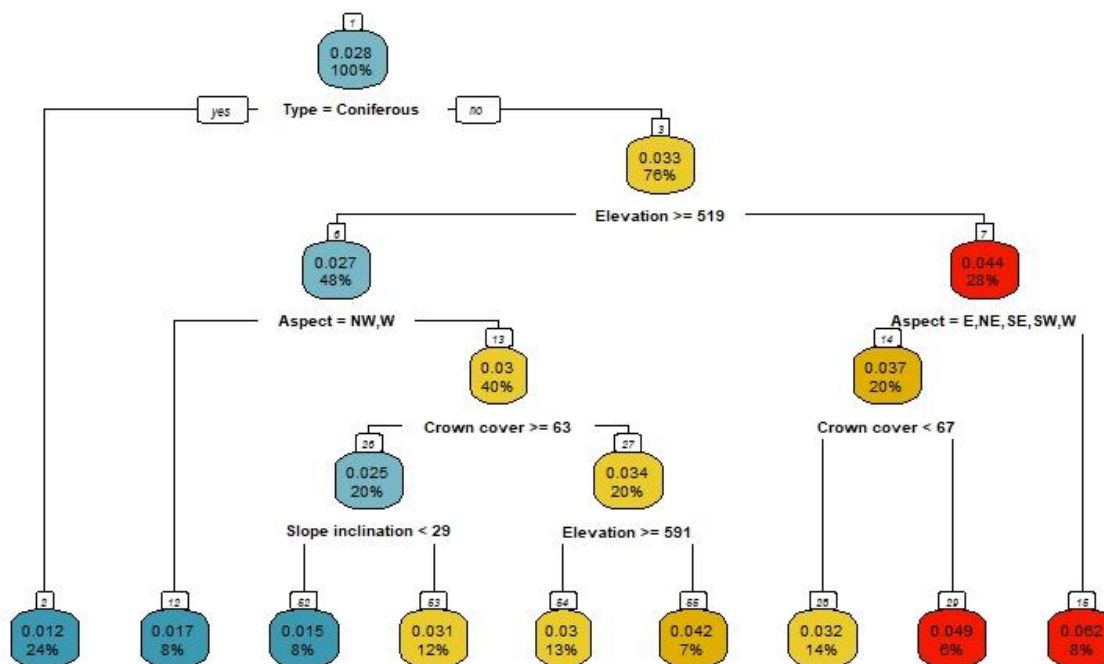 1
0.028
100%
yes Type = Coniferous no
3
0.033
76%
Elevation >= 519
6 7
0.027 0.044
48% 28%
Aspect = NW,W Aspect = E,NE,SE,SW,W
13 14
0.03 0.037
40% 20%
Crown cover >= 63 Crown cover < 67
26 27
0.025 0.034
20% 20%
Slope inclination < 29 Elevation >= 591
2 12 52 53 54 55 28 29 15
0.012 0.017 0.015 0.031 0.03 0.042 0.032 0.049 0.062
24% 8% 8% 12% 13% 7% 14% 6% 8%